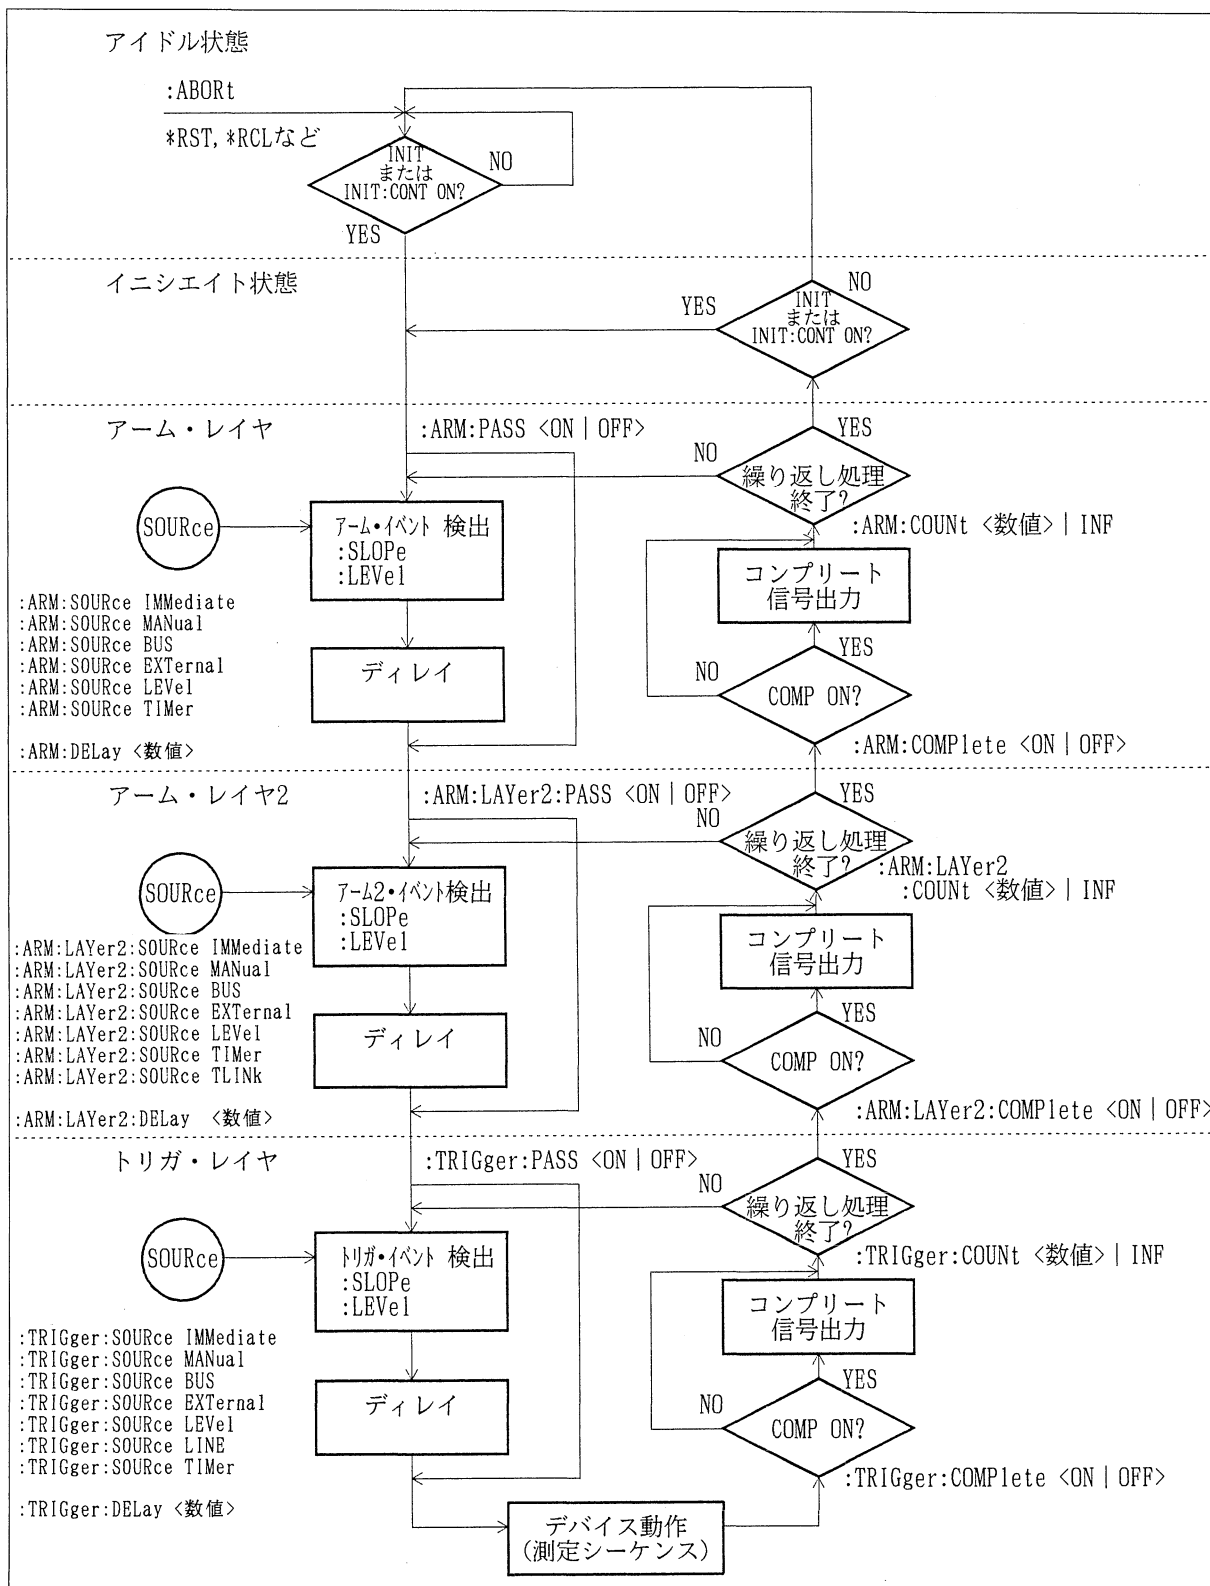 アイドル状態
:ABORt
*RST, *RCLなど
INIT
または
INIT:CONT ON?
NO
YES
イニシエイト状態
YES
INIT
または
INIT:CONT ON?
NO
アーム・レイヤ
:ARM:PASS <ON | OFF>
NO
YES
繰り返し処理
終了?
SOURce
アーム・イベント 検出
:SLOPe
:LEVel
:ARM:COUNt <数値> | INF
コンプリート
信号出力
:ARM:SOURce IMMediate
:ARM:SOURce MANual
:ARM:SOURce BUS
:ARM:SOURce EXTernal
:ARM:SOURce LEVel
:ARM:SOURce TIMer
:ARM:DELay <数値>
ディレイ
NO
YES
COMP ON?
:ARM:COMPlete <ON | OFF>
アーム・レイヤ2
:ARM:LAYer2:PASS <ON | OFF>
NO
YES
繰り返し処理
終了?
:ARM:LAYer2
:COUNt <数値> | INF
SOURce
アーム2・イベント検出
:SLOPe
:LEVel
コンプリート
信号出力
:ARM:LAYer2:SOURce IMMediate
:ARM:LAYer2:SOURce MANual
:ARM:LAYer2:SOURce BUS
:ARM:LAYer2:SOURce EXTernal
:ARM:LAYer2:SOURce LEVel
:ARM:LAYer2:SOURce TIMer
:ARM:LAYer2:SOURce TLINk
:ARM:LAYer2:DELay <数値>
ディレイ
NO
YES
COMP ON?
:ARM:LAYer2:COMPlete <ON | OFF>
トリガ・レイヤ
:TRIGger:PASS <ON | OFF>
NO
YES
繰り返し処理
終了?
SOURce
トリガ・イベント 検出
:SLOPe
:LEVel
:TRIGger:COUNt <数値> | INF
コンプリート
信号出力
:TRIGger:SOURce IMMediate
:TRIGger:SOURce MANual
:TRIGger:SOURce BUS
:TRIGger:SOURce EXTernal
:TRIGger:SOURce LEVel
:TRIGger:SOURce LINE
:TRIGger:SOURce TIMer
:TRIGger:DELay <数値>
ディレイ
NO
YES
COMP ON?
:TRIGger:COMPlete <ON | OFF>
デバイス動作
(測定シーケンス)